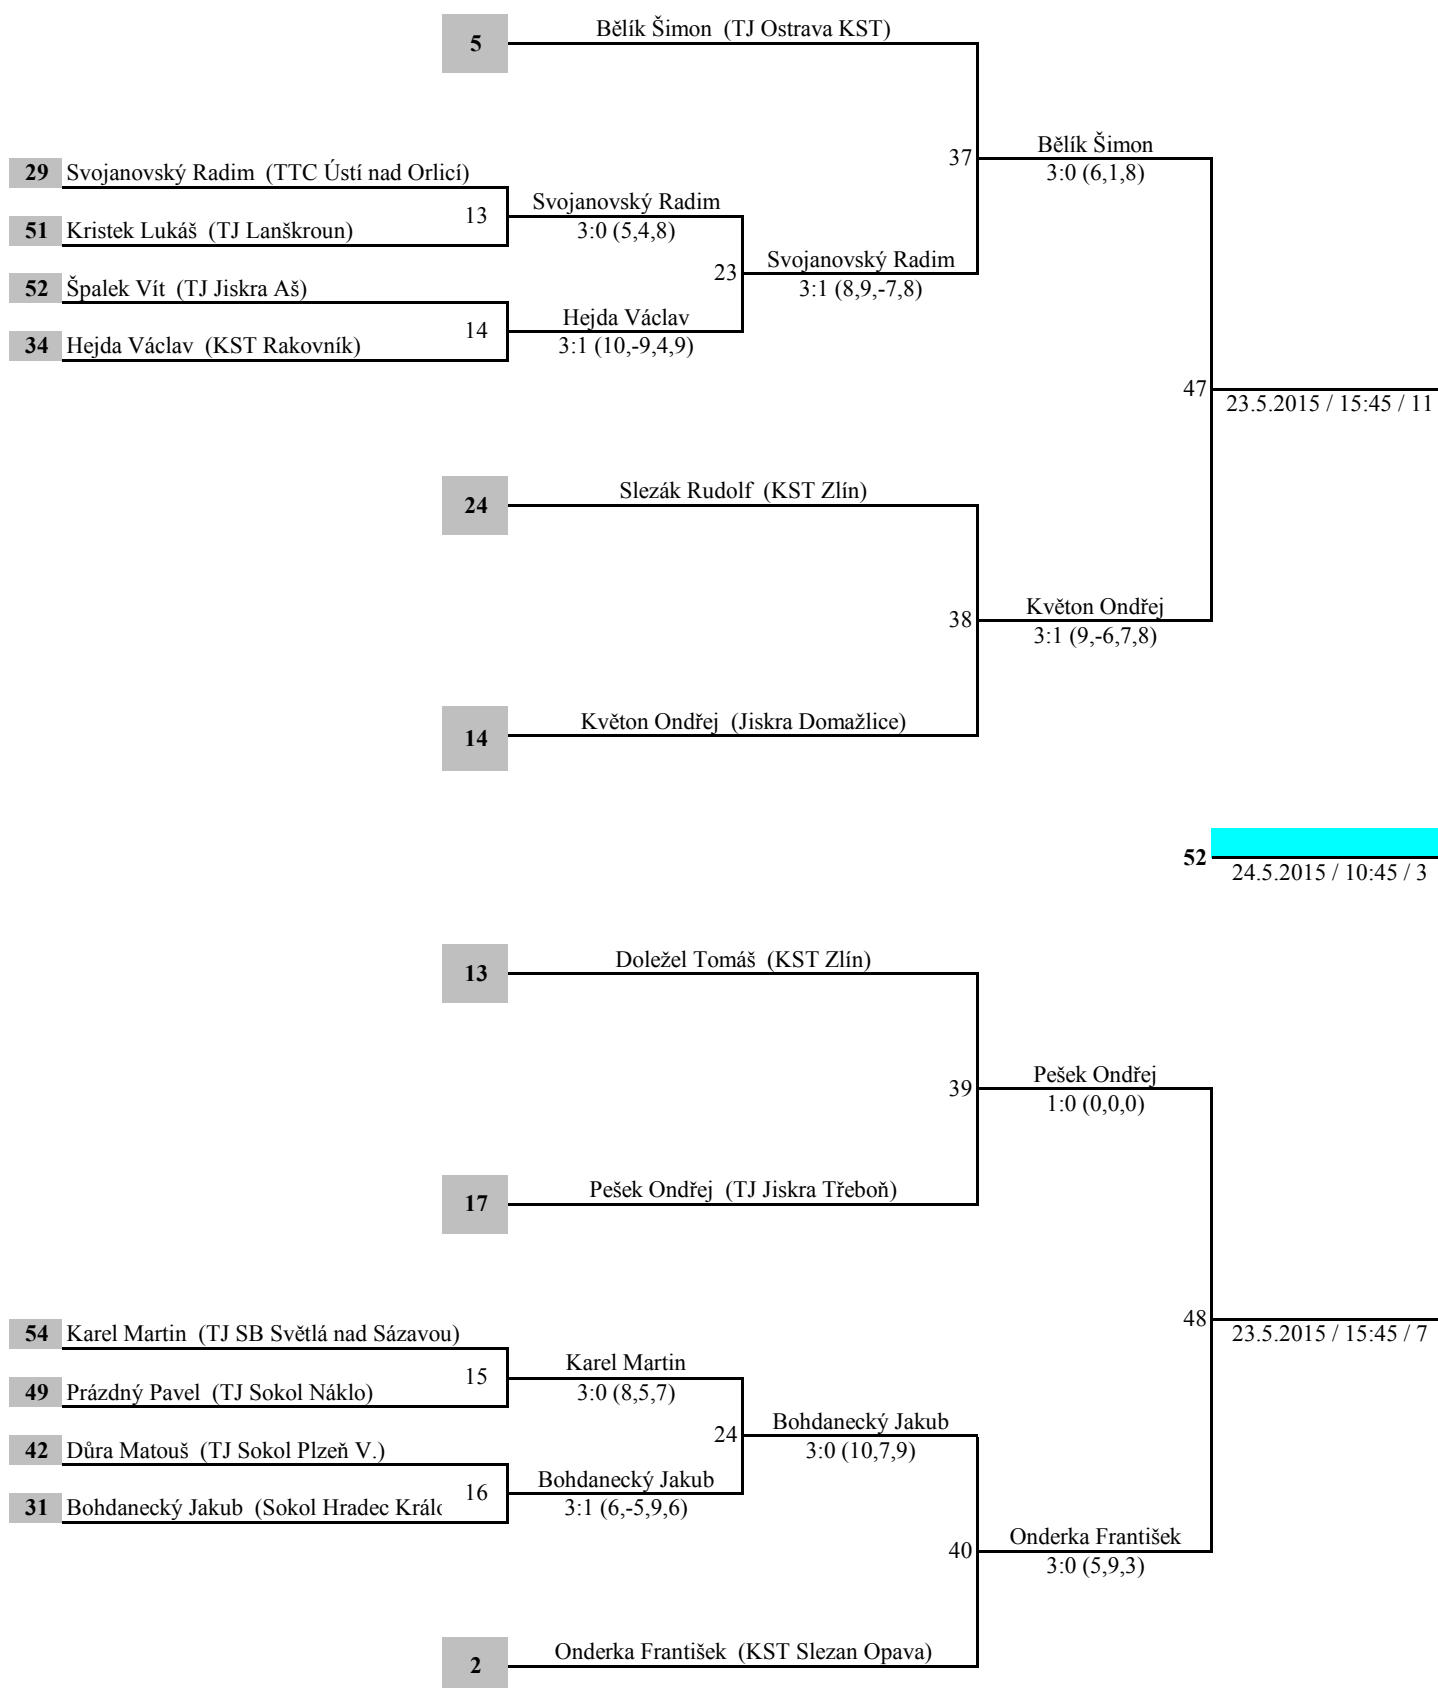 5 Bělík Šimon (TJ Ostrava KST)
37 Bělík Šimon
3:0 (6,1,8)
29 Svojanovský Radim (TTC Ústí nad Orlicí)
13 Svojanovský Radim
3:0 (5,4,8)
51 Kristek Lukáš (TJ Lanškroun)
23 Svojanovský Radim
3:1 (8,9,-7,8)
52 Špalek Vít (TJ Jiskra Aš)
14 Hejda Václav
3:1 (10,-9,4,9)
34 Hejda Václav (KST Rakovník)
47
23.5.2015 / 15:45 / 11
24 Slezák Rudolf (KST Zlín)
38 Květon Ondřej
3:1 (9,-6,7,8)
14 Květon Ondřej (Jiskra Domažlice)
52
24.5.2015 / 10:45 / 3
13 Doležel Tomáš (KST Zlín)
39 Pešek Ondřej
1:0 (0,0,0)
17 Pešek Ondřej (TJ Jiskra Třeboň)
48
23.5.2015 / 15:45 / 7
54 Karel Martin (TJ SB Světlá nad Sázavou)
15 Karel Martin
3:0 (8,5,7)
49 Prázdný Pavel (TJ Sokol Náklo)
24 Bohdanecký Jakub
3:0 (10,7,9)
42 Důra Matouš (TJ Sokol Plzeň V.)
16 Bohdanecký Jakub
3:1 (6,-5,9,6)
31 Bohdanecký Jakub (Sokol Hradec Králo
40 Onderka František
3:0 (5,9,3)
2 Onderka František (KST Slezan Opava)